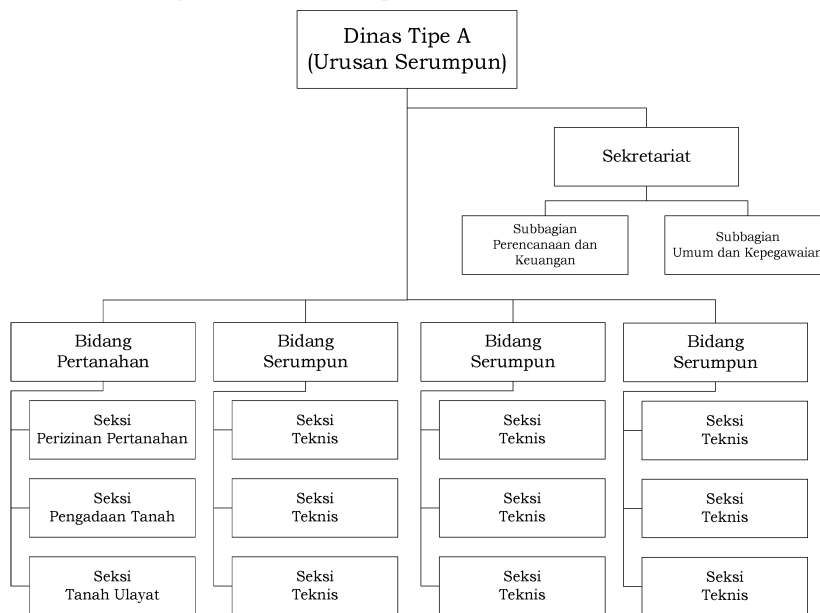 Dinas Tipe A
(Urusan Serumpun)
Sekretariat
Subbagian
Perencanaan dan
Keuangan
Subbagian
Umum dan Kepegawaian
Bidang
Pertanahan
Bidang
Serumpun
Bidang
Serumpun
Bidang
Serumpun
Seksi
Perizinan Pertanahan
Seksi
Teknis
Seksi
Teknis
Seksi
Teknis
Seksi
Pengadaan Tanah
Seksi
Teknis
Seksi
Teknis
Seksi
Teknis
Seksi
Tanah Ulayat
Seksi
Teknis
Seksi
Teknis
Seksi
Teknis